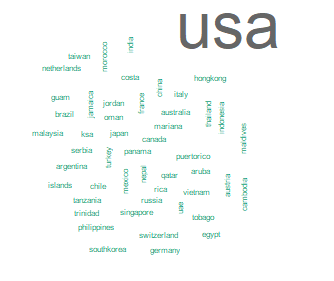 usa
india
taiwan
morocco
netherlands
costa
china
hongkong
guam
jamaica
jordan
france
italy
brazil
oman
australia
thailand
indonesia
mariana
malaysia
ksa
japan
canada
maldives
serbia
turkey
panama
puertorico
argentina
mexico
nepal
qatar
aruba
islands
chile
rica
vietnam
austria
cambodia
tanzania
russia
uae
trinidad
singapore
tobago
philippines
switzerland
egypt
southkorea
germany